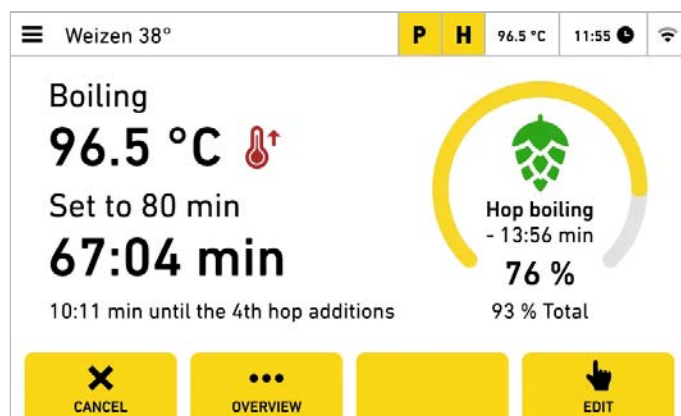 Weizen 38°
P H 96.5 °C 11:55
Boiling
96.5 °C
Set to 80 min
67:04 min
10:11 min until the 4th hop additions
Hop boiling
- 13:56 min
76 %
93 % Total
CANCEL OVERVIEW EDIT